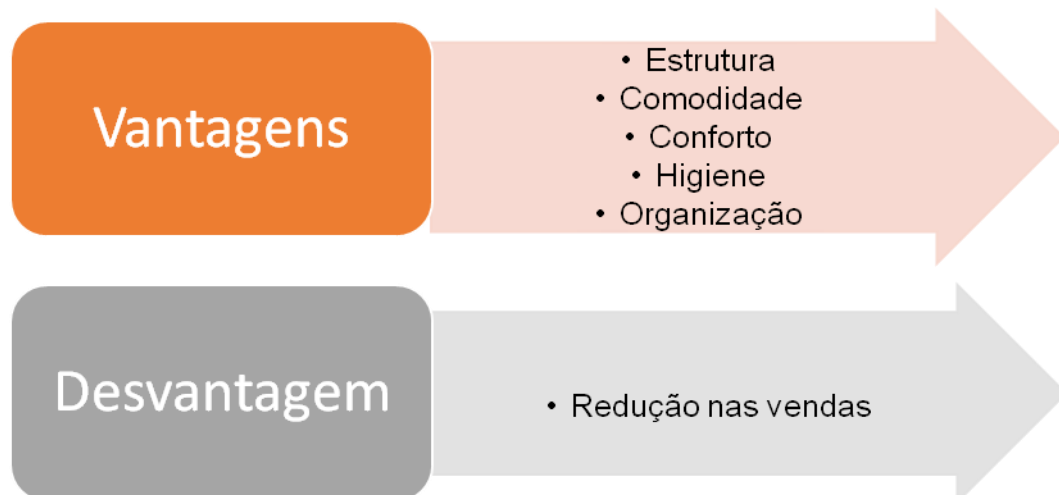 Vantagens
• Estrutura
• Comodidade
• Conforto
• Higiene
• Organização
Desvantagem
• Redução nas vendas